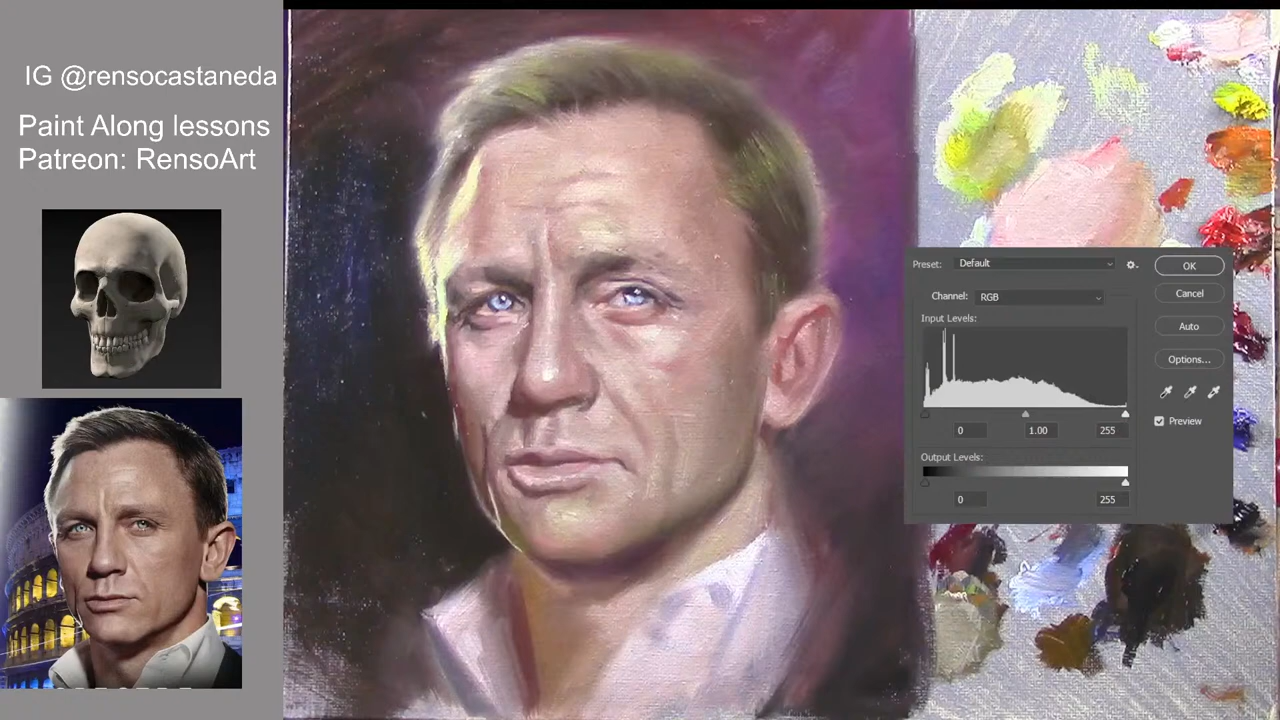 IG @rensocastaneda
Paint Along lessons
Patreon: RensoArt
Preset: Default
OK
Channel: RGB
Cancel
Input Levels:
Auto
Options...
0 1.00 255
Preview
Output Levels:
0 255